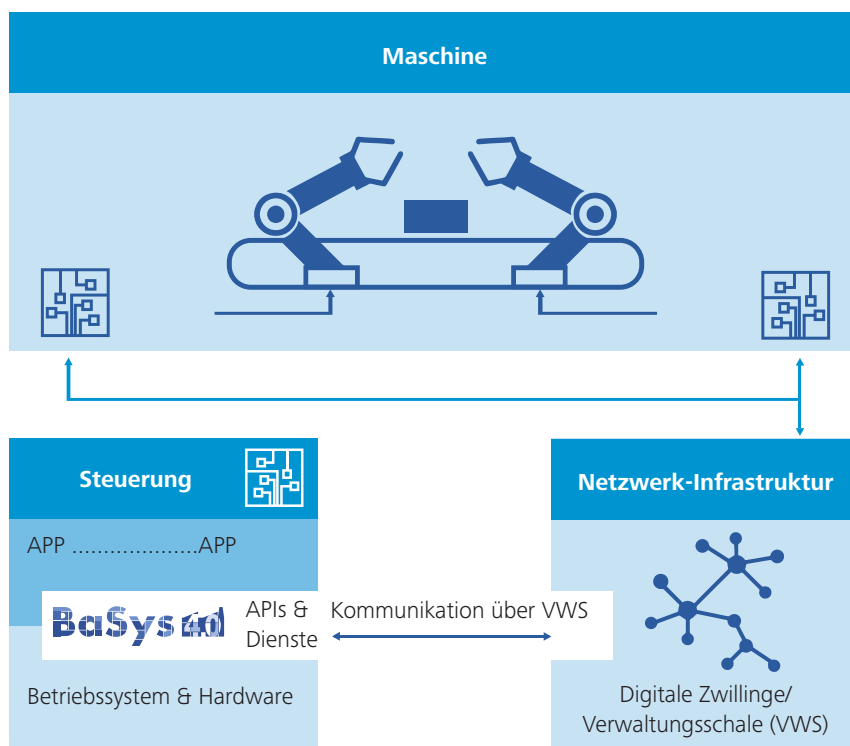 Maschine
Steuerung
APP ....................APP
BaSys 4.0
APIs &
Dienste
Kommunikation über VWS
Betriebssystem & Hardware
Netzwerk-Infrastruktur
Digitale Zwillinge/
Verwaltungsschale (VWS)